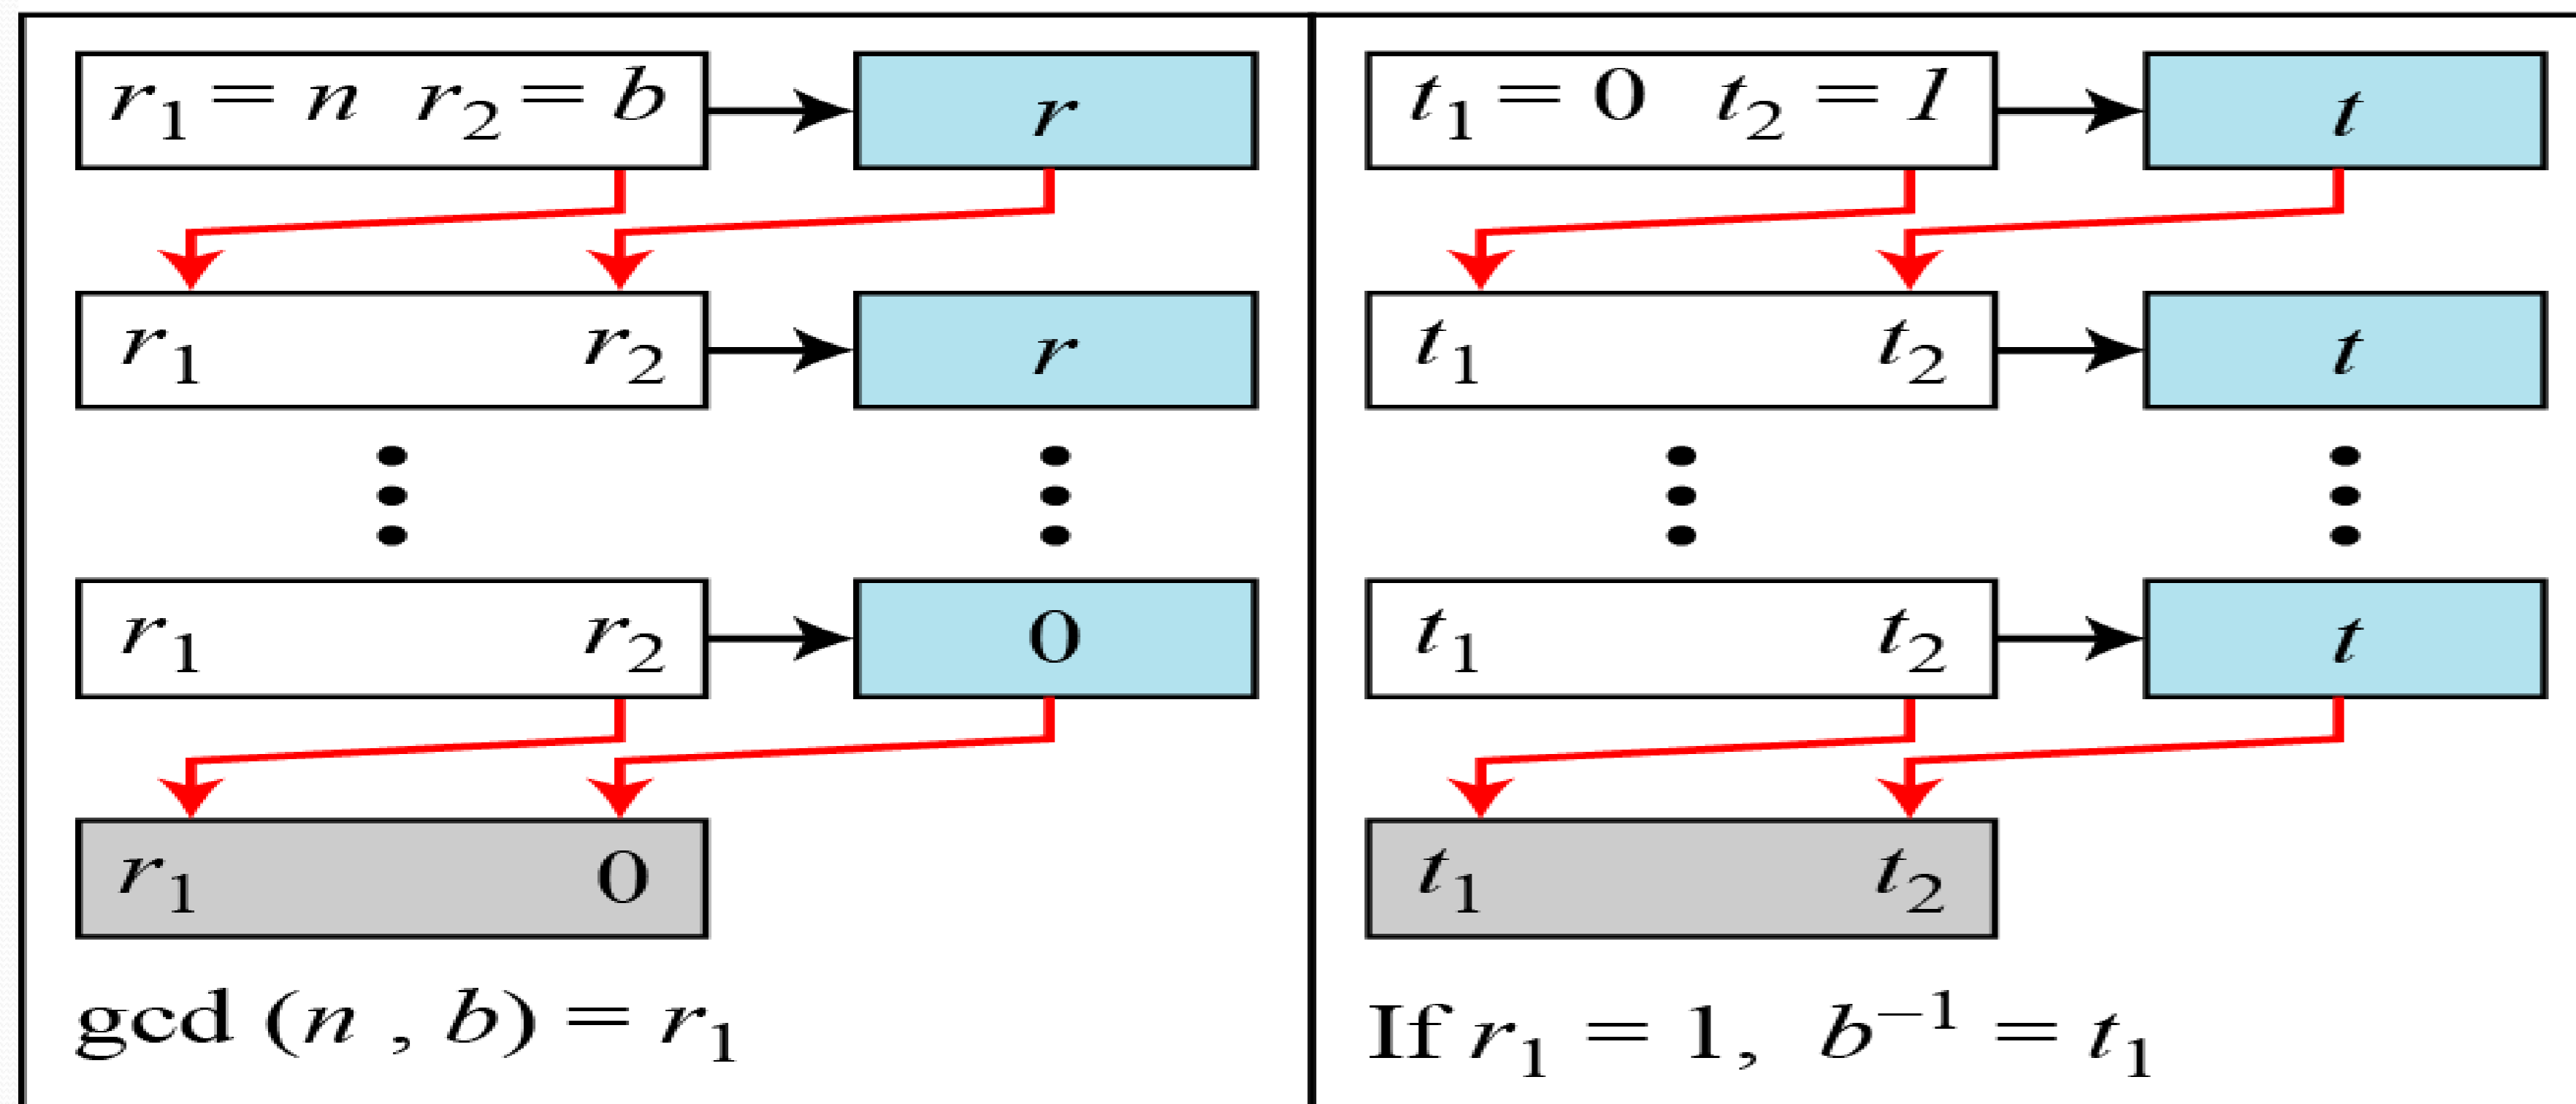 r₁ = n r₂ = b r
r₁ r₂ r
r₁ r₂ 0
r₁ 0
gcd (n , b) = r₁
t₁ = 0 t₂ = 1 t
t₁ t₂ t
t₁ t₂ t
t₁ t₂
If r₁ = 1, b⁻¹ = t₁